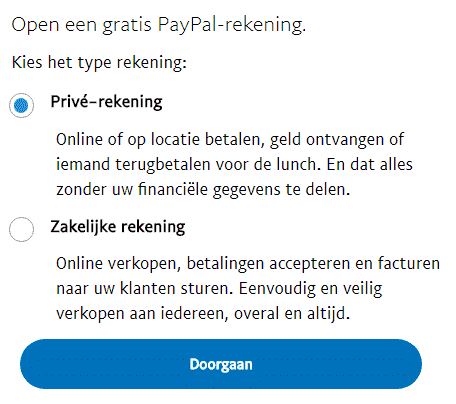 Open een gratis PayPal-rekening.
Kies het type rekening:
Privé-rekening
Online of op locatie betalen, geld ontvangen of
iemand terugbetalen voor de lunch. En dat alles
zonder uw financiële gegevens te delen.
Zakelijke rekening
Online verkopen, betalingen accepteren en facturen
naar uw klanten sturen. Eenvoudig en veilig
verkopen aan iedereen, overal en altijd.
Doorgaan